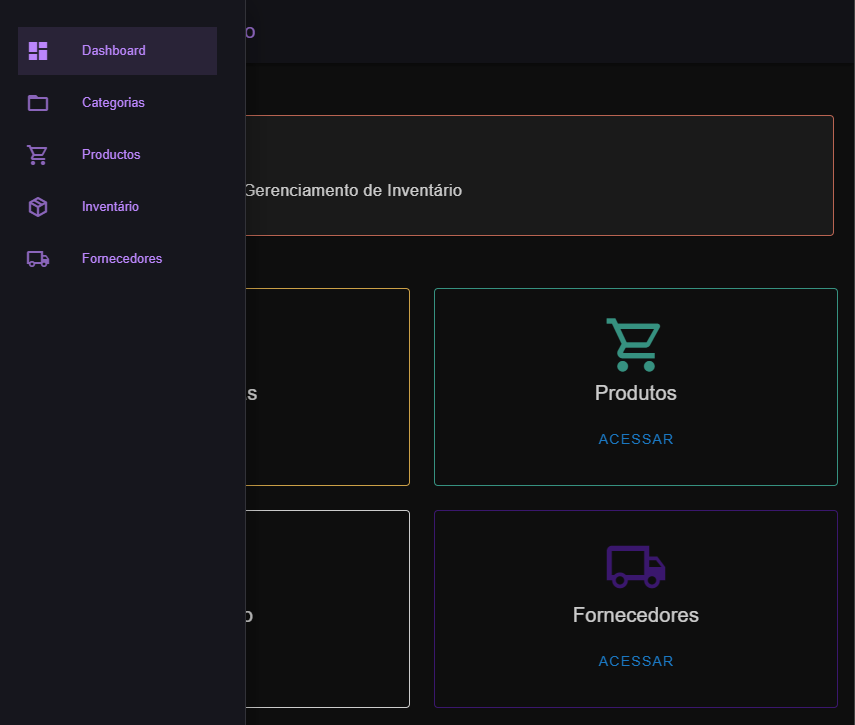 Dashboard
Categorias
Productos
Inventário
Fornecedores
o
Gerenciamento de Inventário
s
Produtos
ACESSAR
o
Fornecedores
ACESSAR